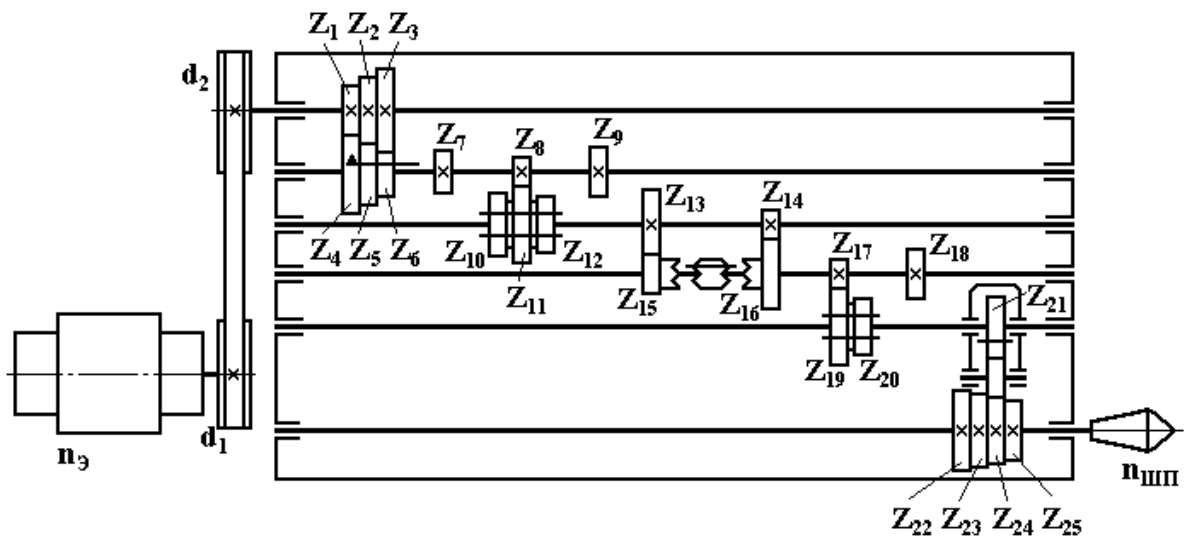 Z₁ Z₂ Z₃
d₂
Z₇ Z₈ Z₉
Z₁₃ Z₁₄
Z₄ Z₅ Z₆ Z₁₀ Z₁₂ Z₁₇ Z₁₈
Z₁₁ Z₁₅ Z₁₆ Z₂₁
Z₁₉ Z₂₀
d₁
nЭ
nШП
Z₂₂ Z₂₃ Z₂₄ Z₂₅